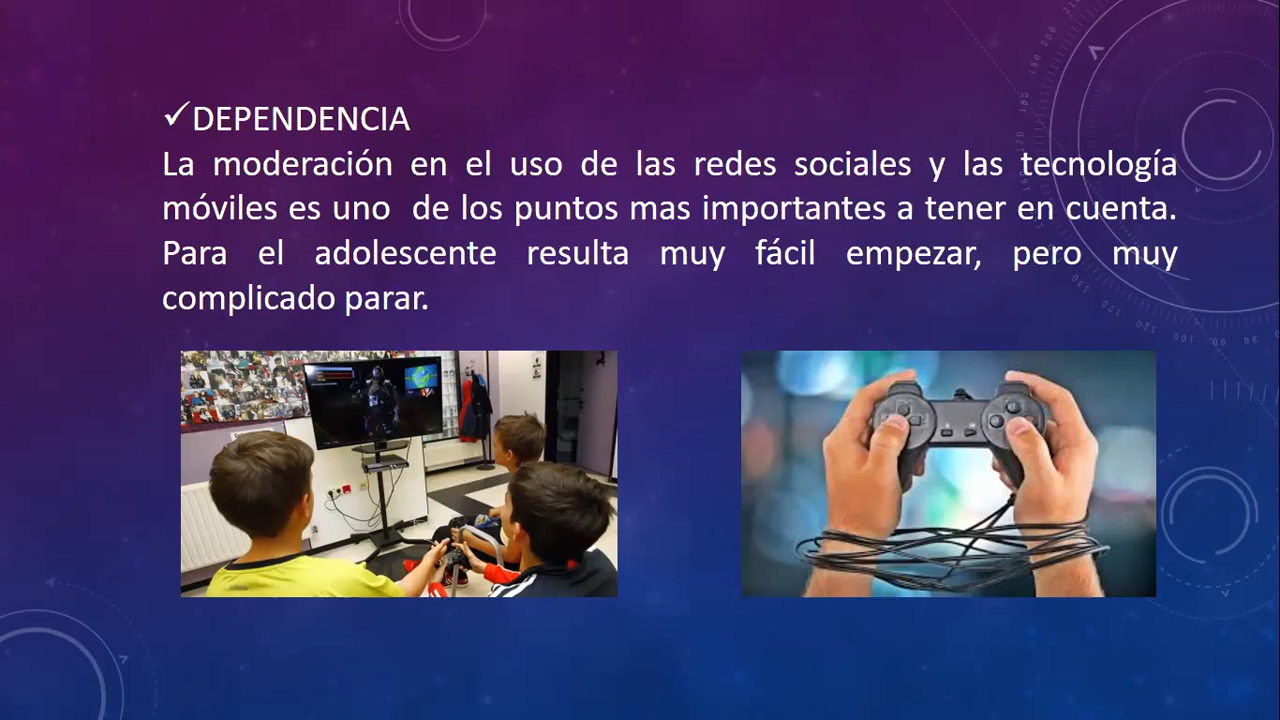 ✓DEPENDENCIA
La moderación en el uso de las redes sociales y las tecnología
móviles es uno de los puntos mas importantes a tener en cuenta.
Para el adolescente resulta muy fácil empezar, pero muy
complicado parar.